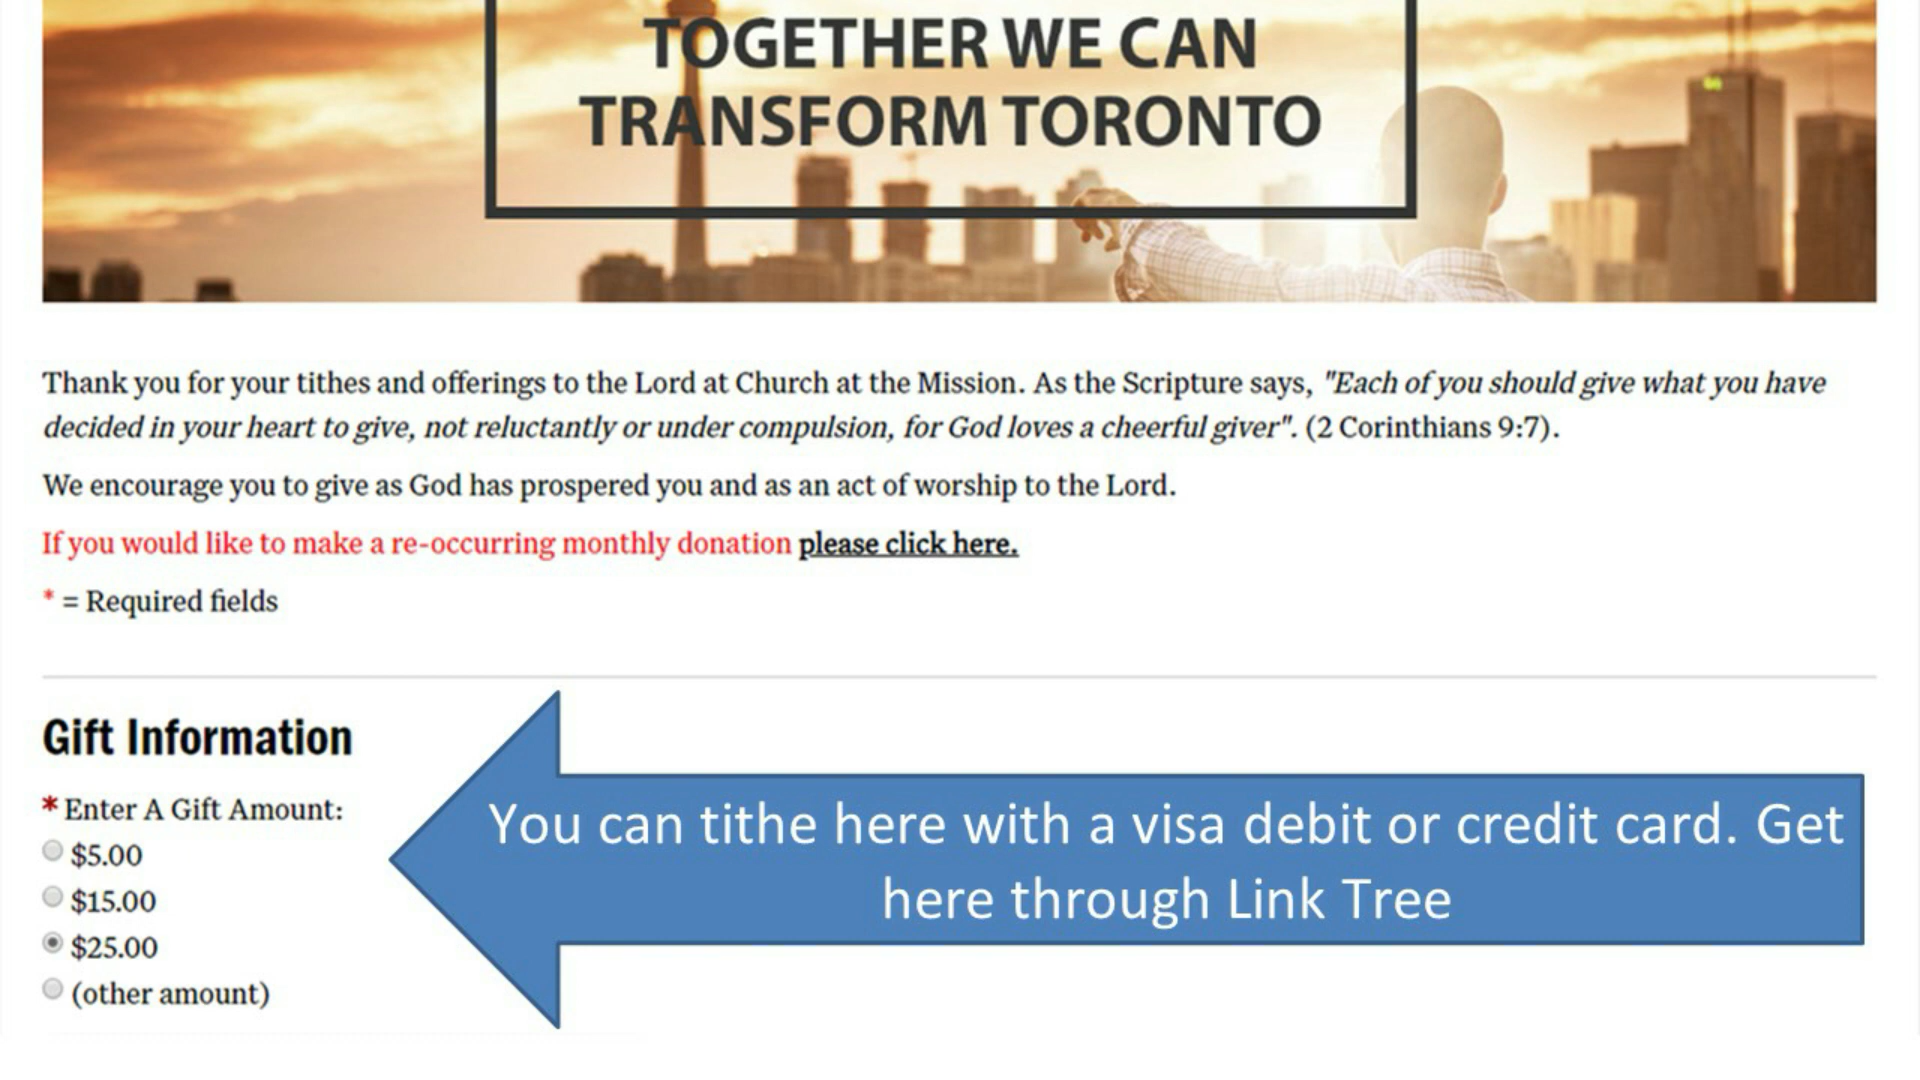 TOGETHER WE CAN
TRANSFORM TORONTO
Thank you for your tithes and offerings to the Lord at Church at the Mission. As the Scripture says, "Each of you should give what you have
decided in your heart to give, not reluctantly or under compulsion, for God loves a cheerful giver". (2 Corinthians 9:7).
We encourage you to give as God has prospered you and as an act of worship to the Lord.
If you would like to make a re-occurring monthly donation please click here.
* = Required fields
Gift Information
* Enter A Gift Amount:
$5.00
$15.00
$25.00
(other amount)
You can tithe here with a visa debit or credit card. Get
here through Link Tree